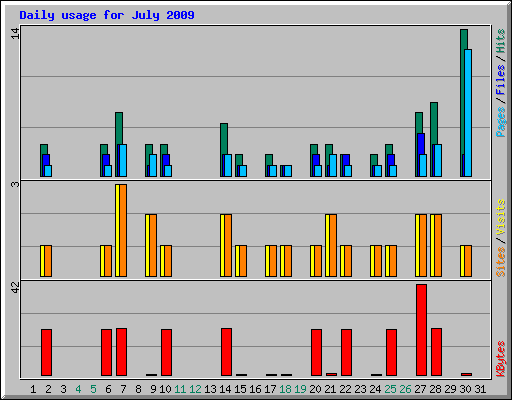 Daily usage for July 2009
14
3
42
Pages / Files / Hits
Sites / Visits
KBytes
1 2 3 4 5 6 7 8 9 10 11 12 13 14 15 16 17 18 19 20 21 22 23 24 25 26 27 28 29 30 31